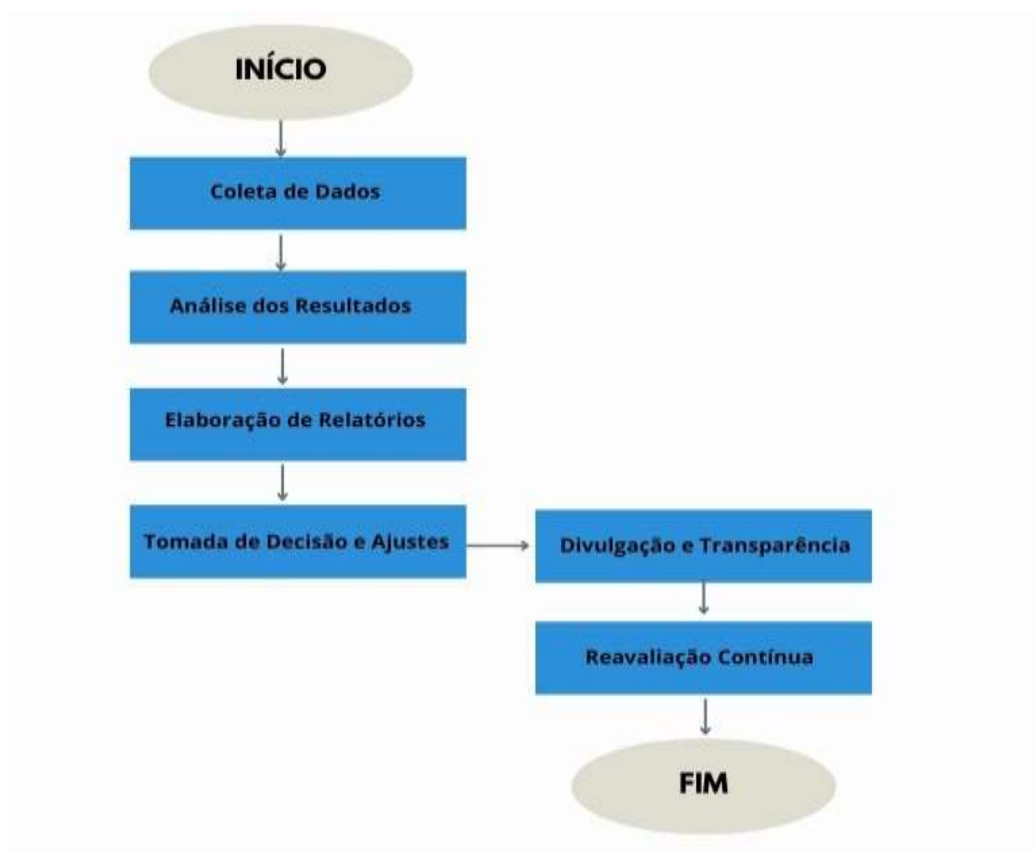 INÍCIO
Coleta de Dados
Análise dos Resultados
Elaboração de Relatórios
Tomada de Decisão e Ajustes
Divulgação e Transparência
Reavaliação Contínua
FIM